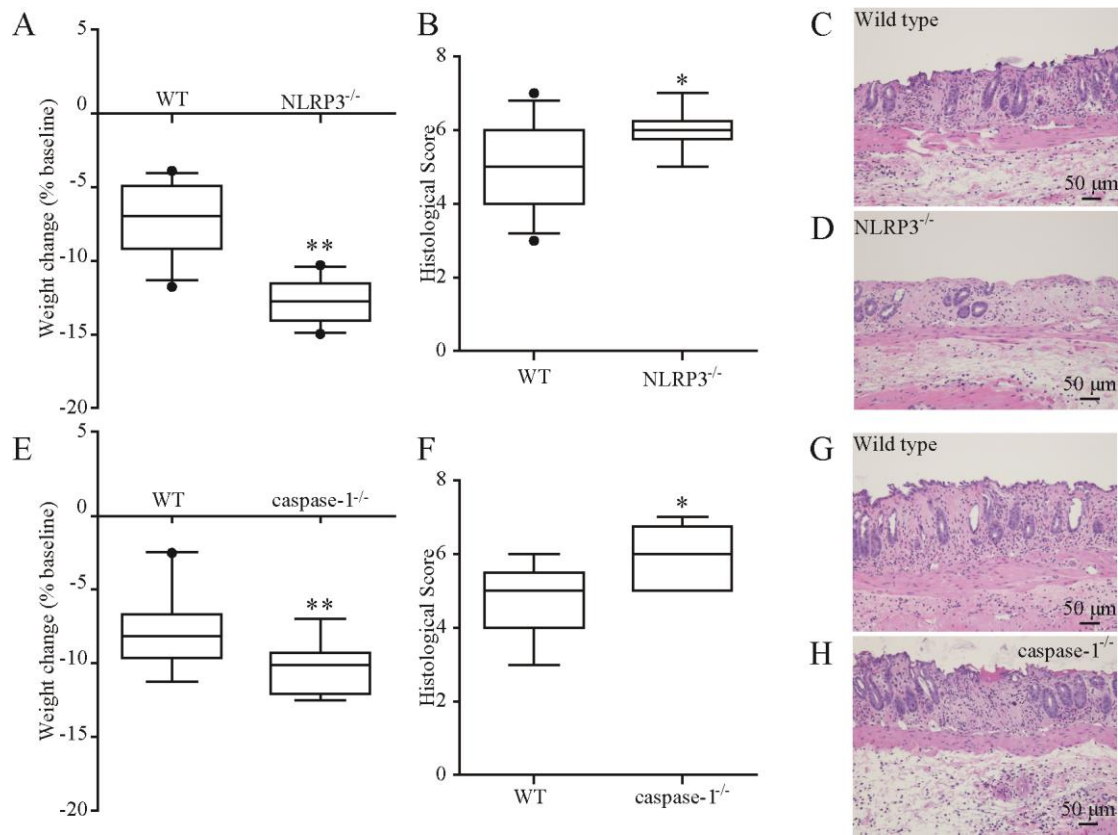 A
Weight change (% baseline)
5
0
-5
-10
-15
-20
WT
NLRP3-/-
**
B
Histological Score
8
6
4
2
0
*
WT
NLRP3-/-
C
Wild type
50 µm
D
NLRP3-/-
50 µm
E
Weight change (% baseline)
5
0
-5
-10
-15
-20
WT
caspase-1-/-
**
F
Histological Score
8
6
4
2
0
*
WT
caspase-1-/-
G
Wild type
50 µm
H
caspase-1-/-
50 µm